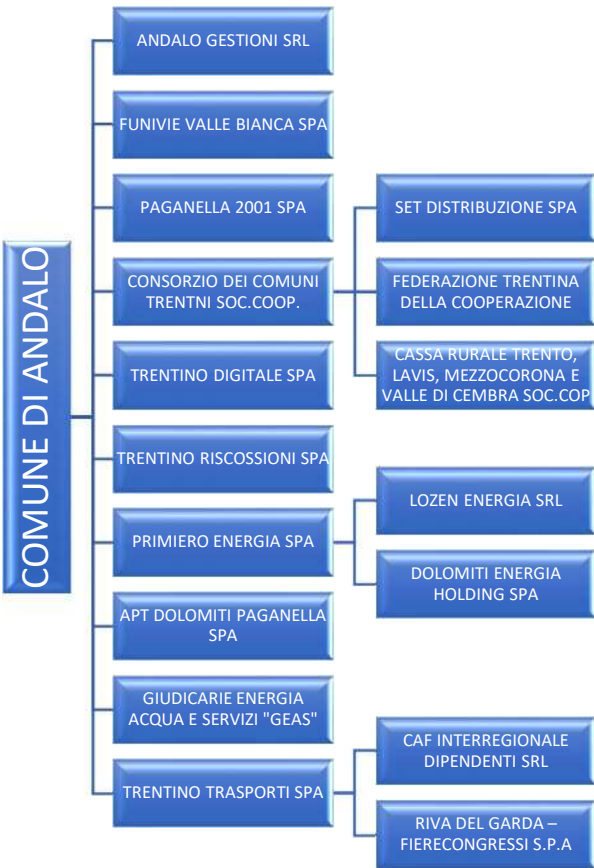 COMUNE DI ANDALO
ANDALO GESTIONI SRL
FUNIVIE VALLE BIANCA SPA
PAGANELLA 2001 SPA
CONSORZIO DEI COMUNI
TRENTNI SOC.COOP.
SET DISTRIBUZIONE SPA
FEDERAZIONE TRENTINA
DELLA COOPERAZIONE
CASSA RURALE TRENTO,
LAVIS, MEZZOCORONA E
VALLE DI CEMBRA SOC.COP
TRENTINO DIGITALE SPA
TRENTINO RISCOSSIONI SPA
PRIMIERO ENERGIA SPA
LOZEN ENERGIA SRL
DOLOMITI ENERGIA
HOLDING SPA
APT DOLOMITI PAGANELLA
SPA
GIUDICARIE ENERGIA
ACQUA E SERVIZI "GEAS"
TRENTINO TRASPORTI SPA
CAF INTERREGIONALE
DIPENDENTI SRL
RIVA DEL GARDA –
FIERECONGRESSI S.P.A